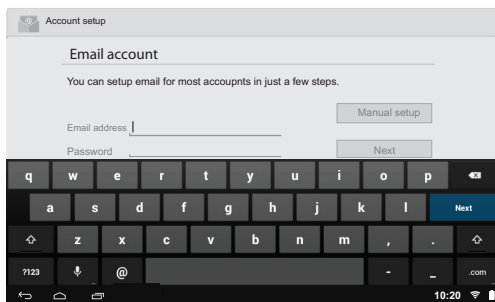 Account setup
Email account
You can setup email for most accoupnts in just a few steps.
Manual setup
Email address
Password
Next
q w e r t y u i o p
a s d f g h j k l Next
z x c v b n m , .
?123 @ - _ .com
10:20